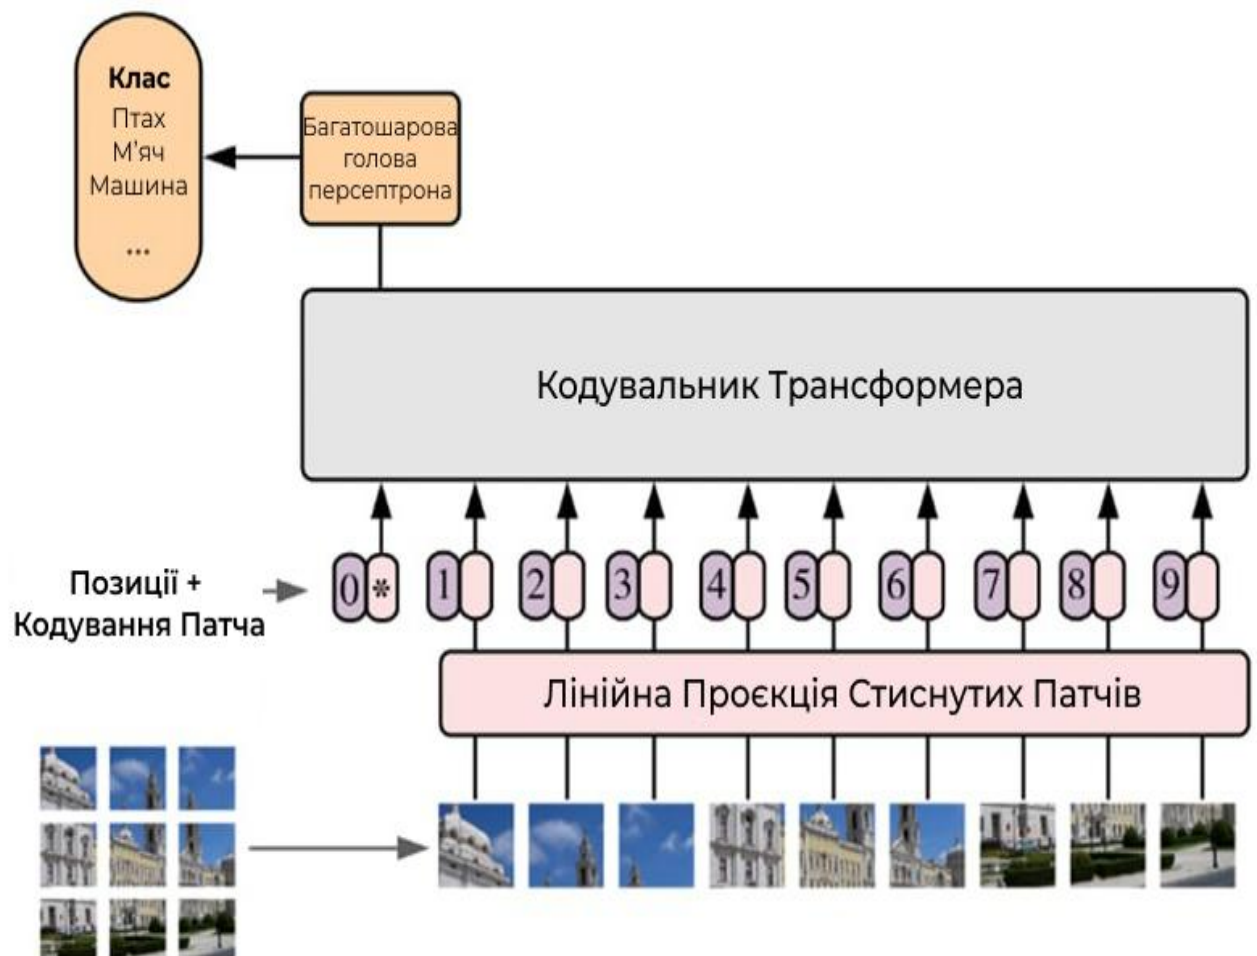 Клас
Птах
М'яч
Машина
...
Багатошарова
голова
персептрона
Кодувальник Трансформера
Позиції +
Кодування Патча
0 * 1 2 3 4 5 6 7 8 9
Лінійна Проєкція Стиснутих Патчів